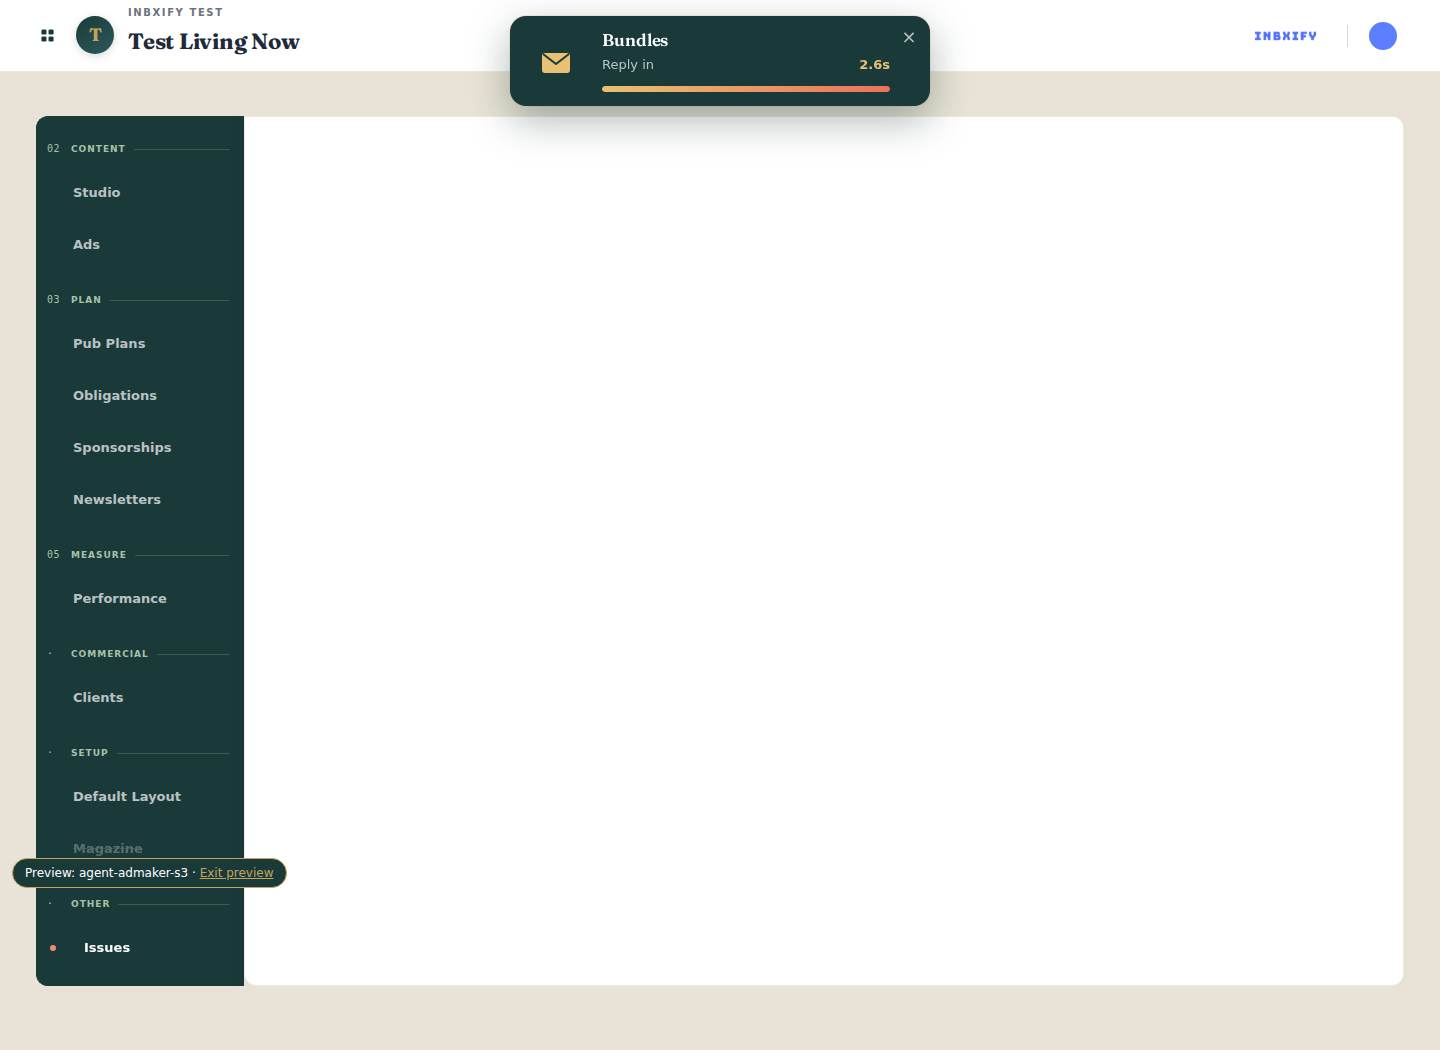 INBXIFY TEST
T
Test Living Now
Bundles
Reply in
2.6s
INBXIFY
02 CONTENT
Studio
Ads
03 PLAN
Pub Plans
Obligations
Sponsorships
Newsletters
05 MEASURE
Performance
· COMMERCIAL
Clients
· SETUP
Default Layout
Magazine
Preview: agent-admaker-s3 · Exit preview
· OTHER
Issues